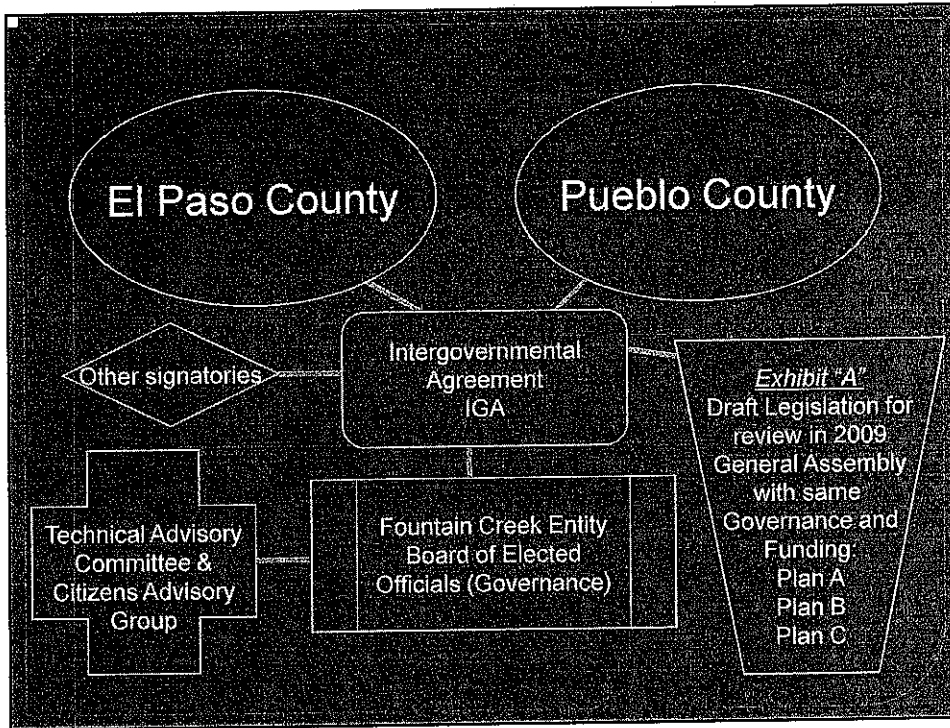 El Paso County
Pueblo County
Intergovernmental
Agreement
IGA
Other signatories
Exhibit "A"
Draft Legislation for
review in 2009
General Assembly
with same
Governance and
Funding:
Plan A
Plan B
Plan C
Technical Advisory
Committee &
Citizens Advisory
Group
Fountain Creek Entity
Board of Elected
Officials (Governance)